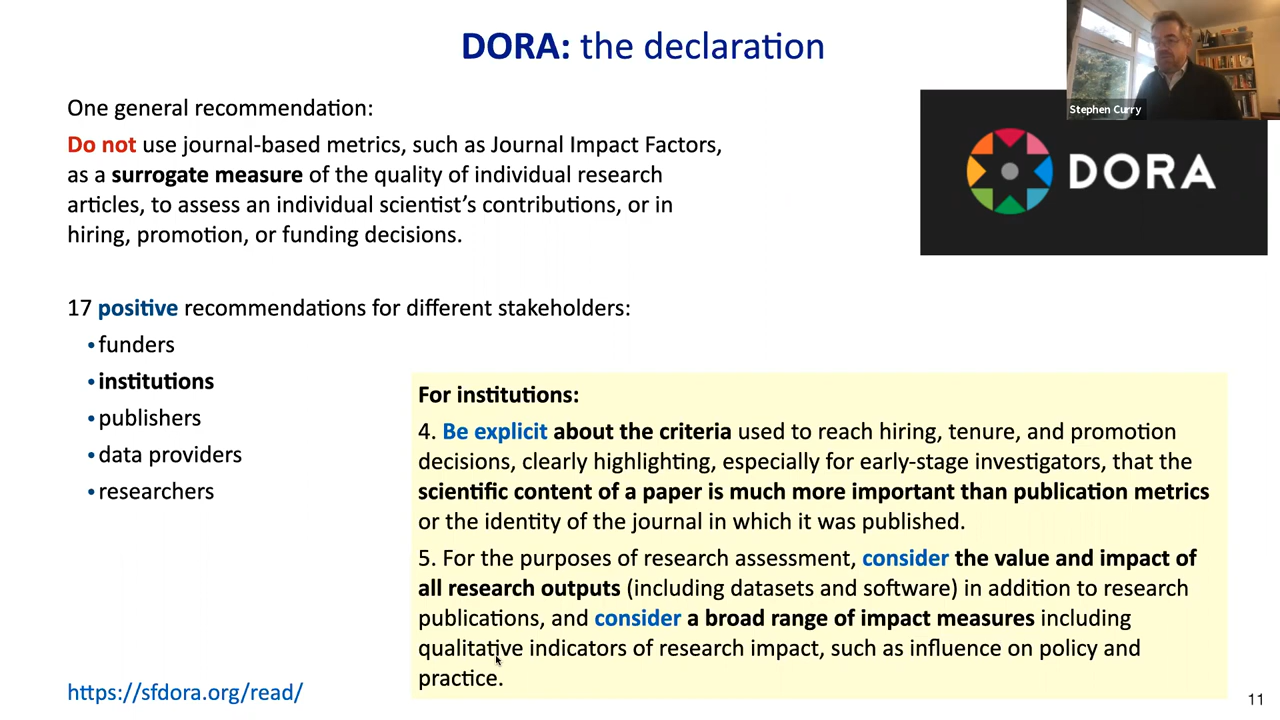 DORA: the declaration
Stephen Curry
DORA
One general recommendation:
Do not use journal-based metrics, such as Journal Impact Factors,
as a surrogate measure of the quality of individual research
articles, to assess an individual scientist’s contributions, or in
hiring, promotion, or funding decisions.
17 positive recommendations for different stakeholders:
•funders
•institutions
•publishers
•data providers
•researchers
For institutions:
4. Be explicit about the criteria used to reach hiring, tenure, and promotion
decisions, clearly highlighting, especially for early-stage investigators, that the
scientific content of a paper is much more important than publication metrics
or the identity of the journal in which it was published.
5. For the purposes of research assessment, consider the value and impact of
all research outputs (including datasets and software) in addition to research
publications, and consider a broad range of impact measures including
qualitative indicators of research impact, such as influence on policy and
practice.
https://sfdora.org/read/
11